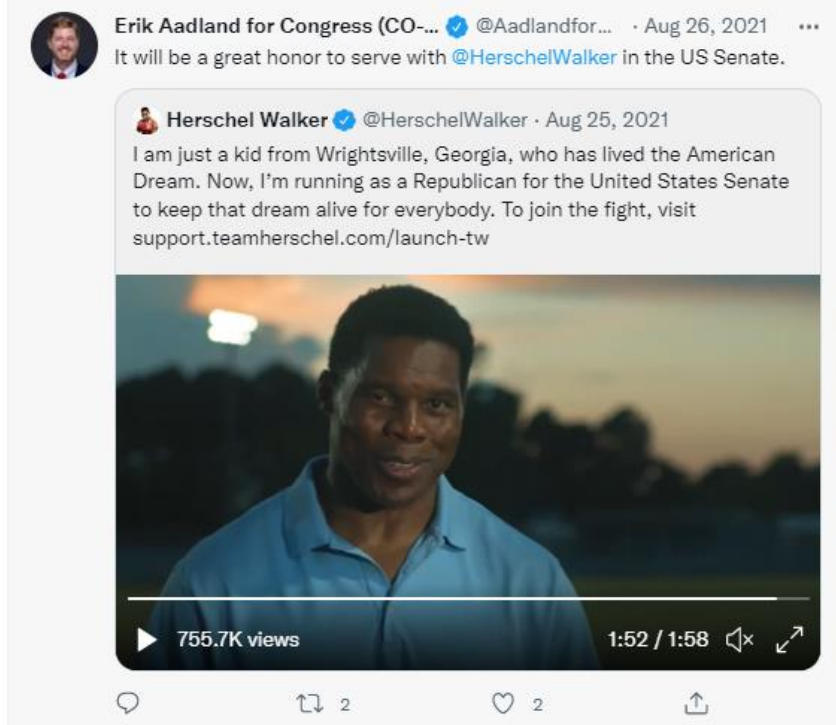 Erik Aadland for Congress (CO-... @Aadlandfor... · Aug 26, 2021 ...
It will be a great honor to serve with @HerschelWalker in the US Senate.
Herschel Walker @HerschelWalker · Aug 25, 2021
I am just a kid from Wrightsville, Georgia, who has lived the American
Dream. Now, I'm running as a Republican for the United States Senate
to keep that dream alive for everybody. To join the fight, visit
support.teamherschel.com/launch-tw
755.7K views 1:52 / 1:58
2 2